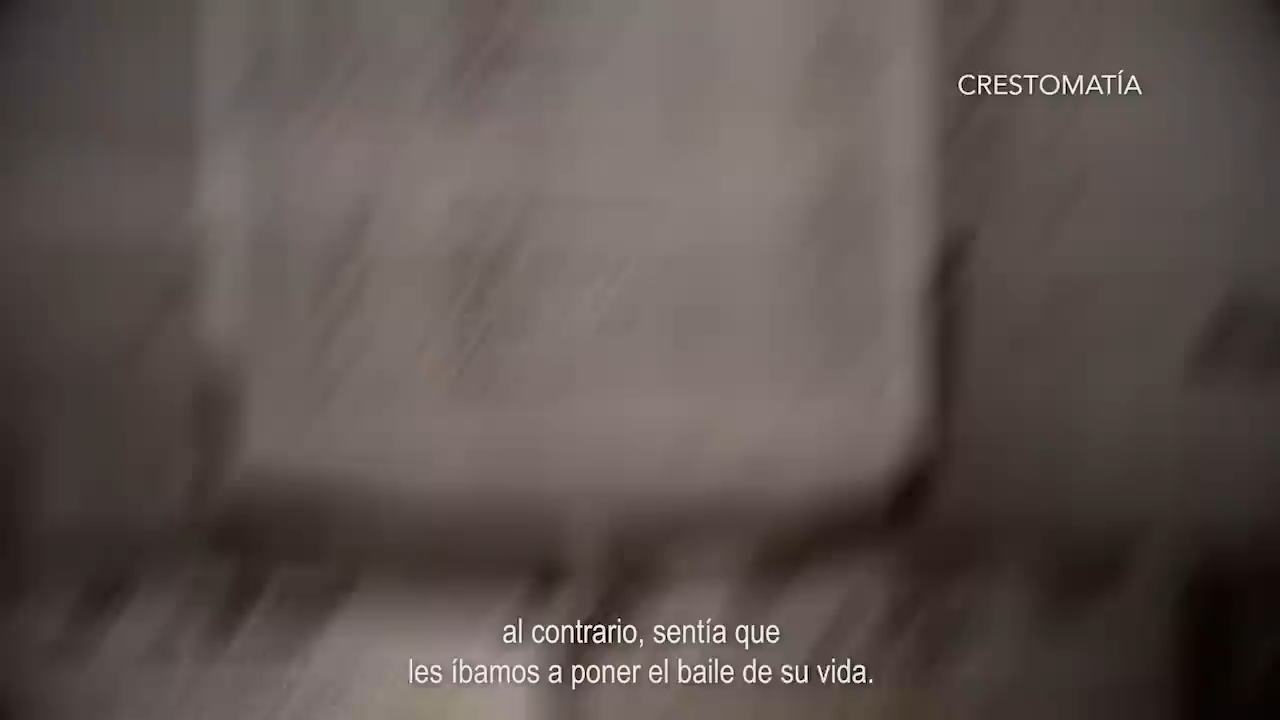 CRESTOMATÍA
al contrario, sentía que
les íbamos a poner el baile de su vida.